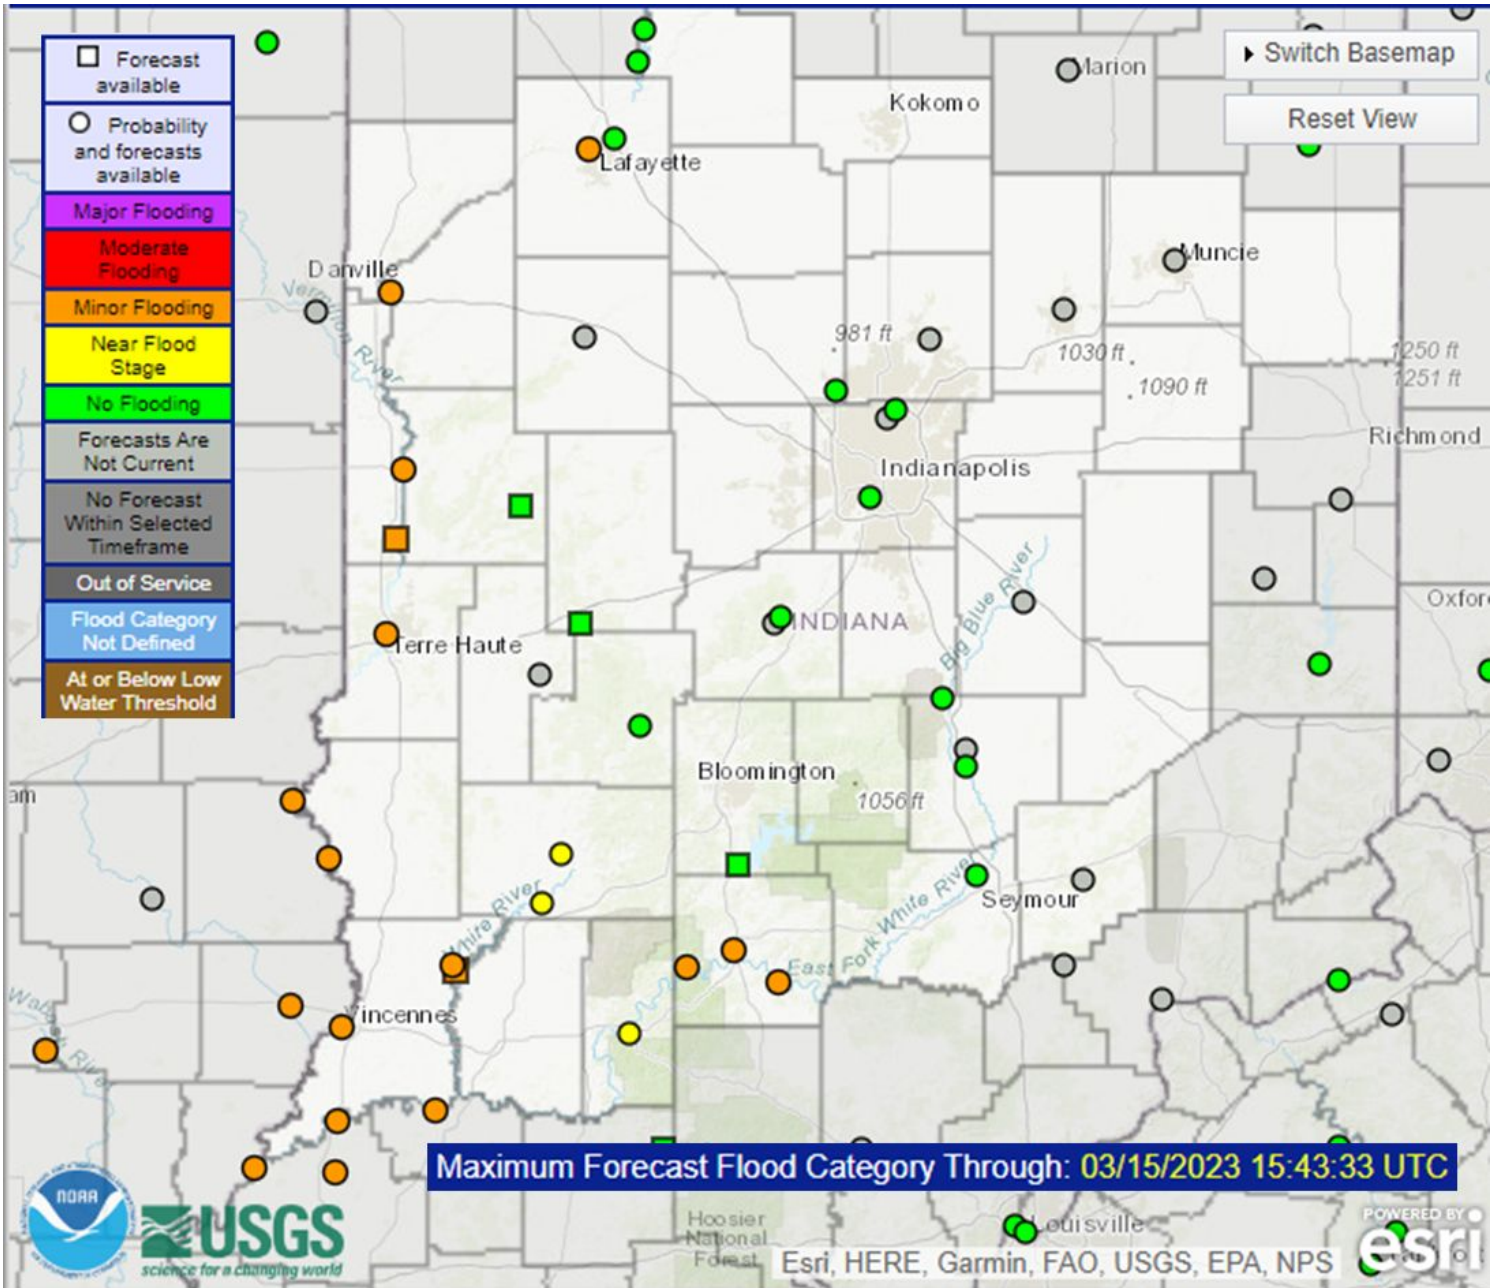 Forecast
available
Probability
and forecasts
available
Major Flooding
Moderate
Flooding
Minor Flooding
Near Flood
Stage
No Flooding
Forecasts Are
Not Current
No Forecast
Within Selected
Timeframe
Out of Service
Flood Category
Not Defined
At or Below Low
Water Threshold
Switch Basemap
Reset View
Marion
Kokomo
Lafayette
Muncie
Danville
Vermilion River
981 ft
1030 ft
1250 ft
1251 ft
1090 ft
Richmond
Indianapolis
Big Blue River
Oxford
INDIANA
Terre Haute
Bloomington
1056 ft
am
White River
East Fork White River
Seymour
Vincennes
Wabash River
Maximum Forecast Flood Category Through: 03/15/2023 15:43:33 UTC
NOAA
USGS
science for a changing world
Hoosier
National
Forest
Louisville
Esri, HERE, Garmin, FAO, USGS, EPA, NPS
POWERED BY
esri